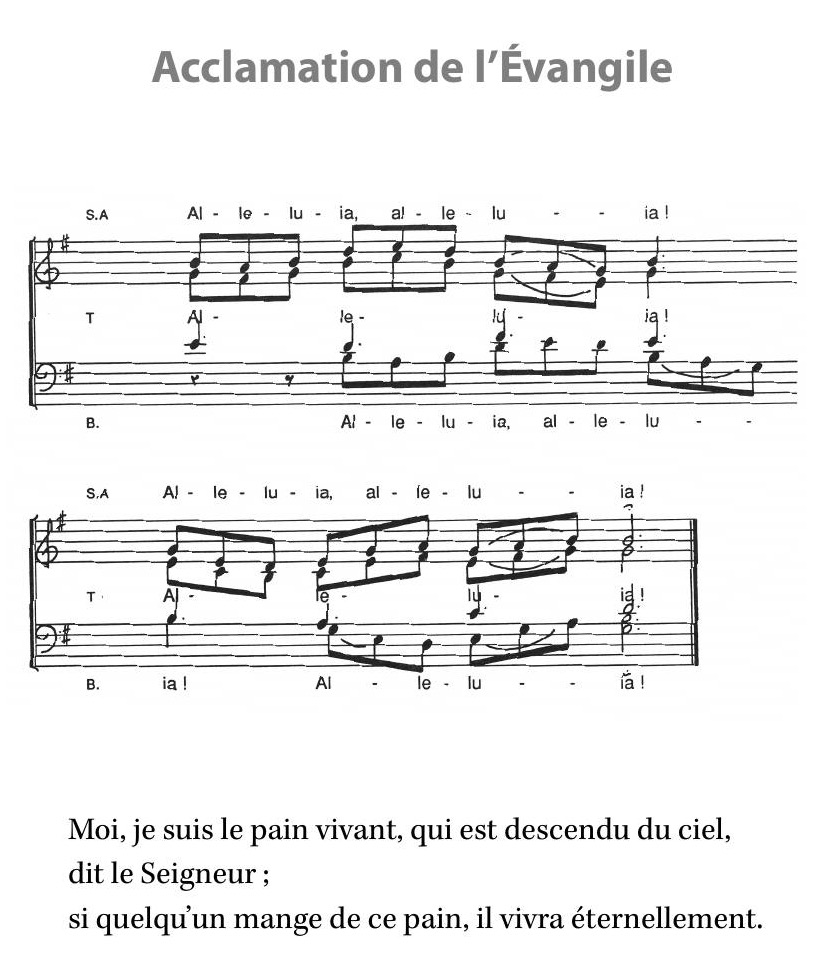 Acclamation de l'Évangile
S.A Al - le - lu - ia, al - le - lu - - ia !
T Al - le - lu - ia !
B. Al - le - lu - ia, al - le - lu - -
S.A Al - le - lu - ia, al - le - lu - - ia !
T. Al - le - lu - ia !
B. ia ! Al - le - lu - - ia !
Moi, je suis le pain vivant, qui est descendu du ciel,
dit le Seigneur ;
si quelqu'un mange de ce pain, il vivra éternellement.